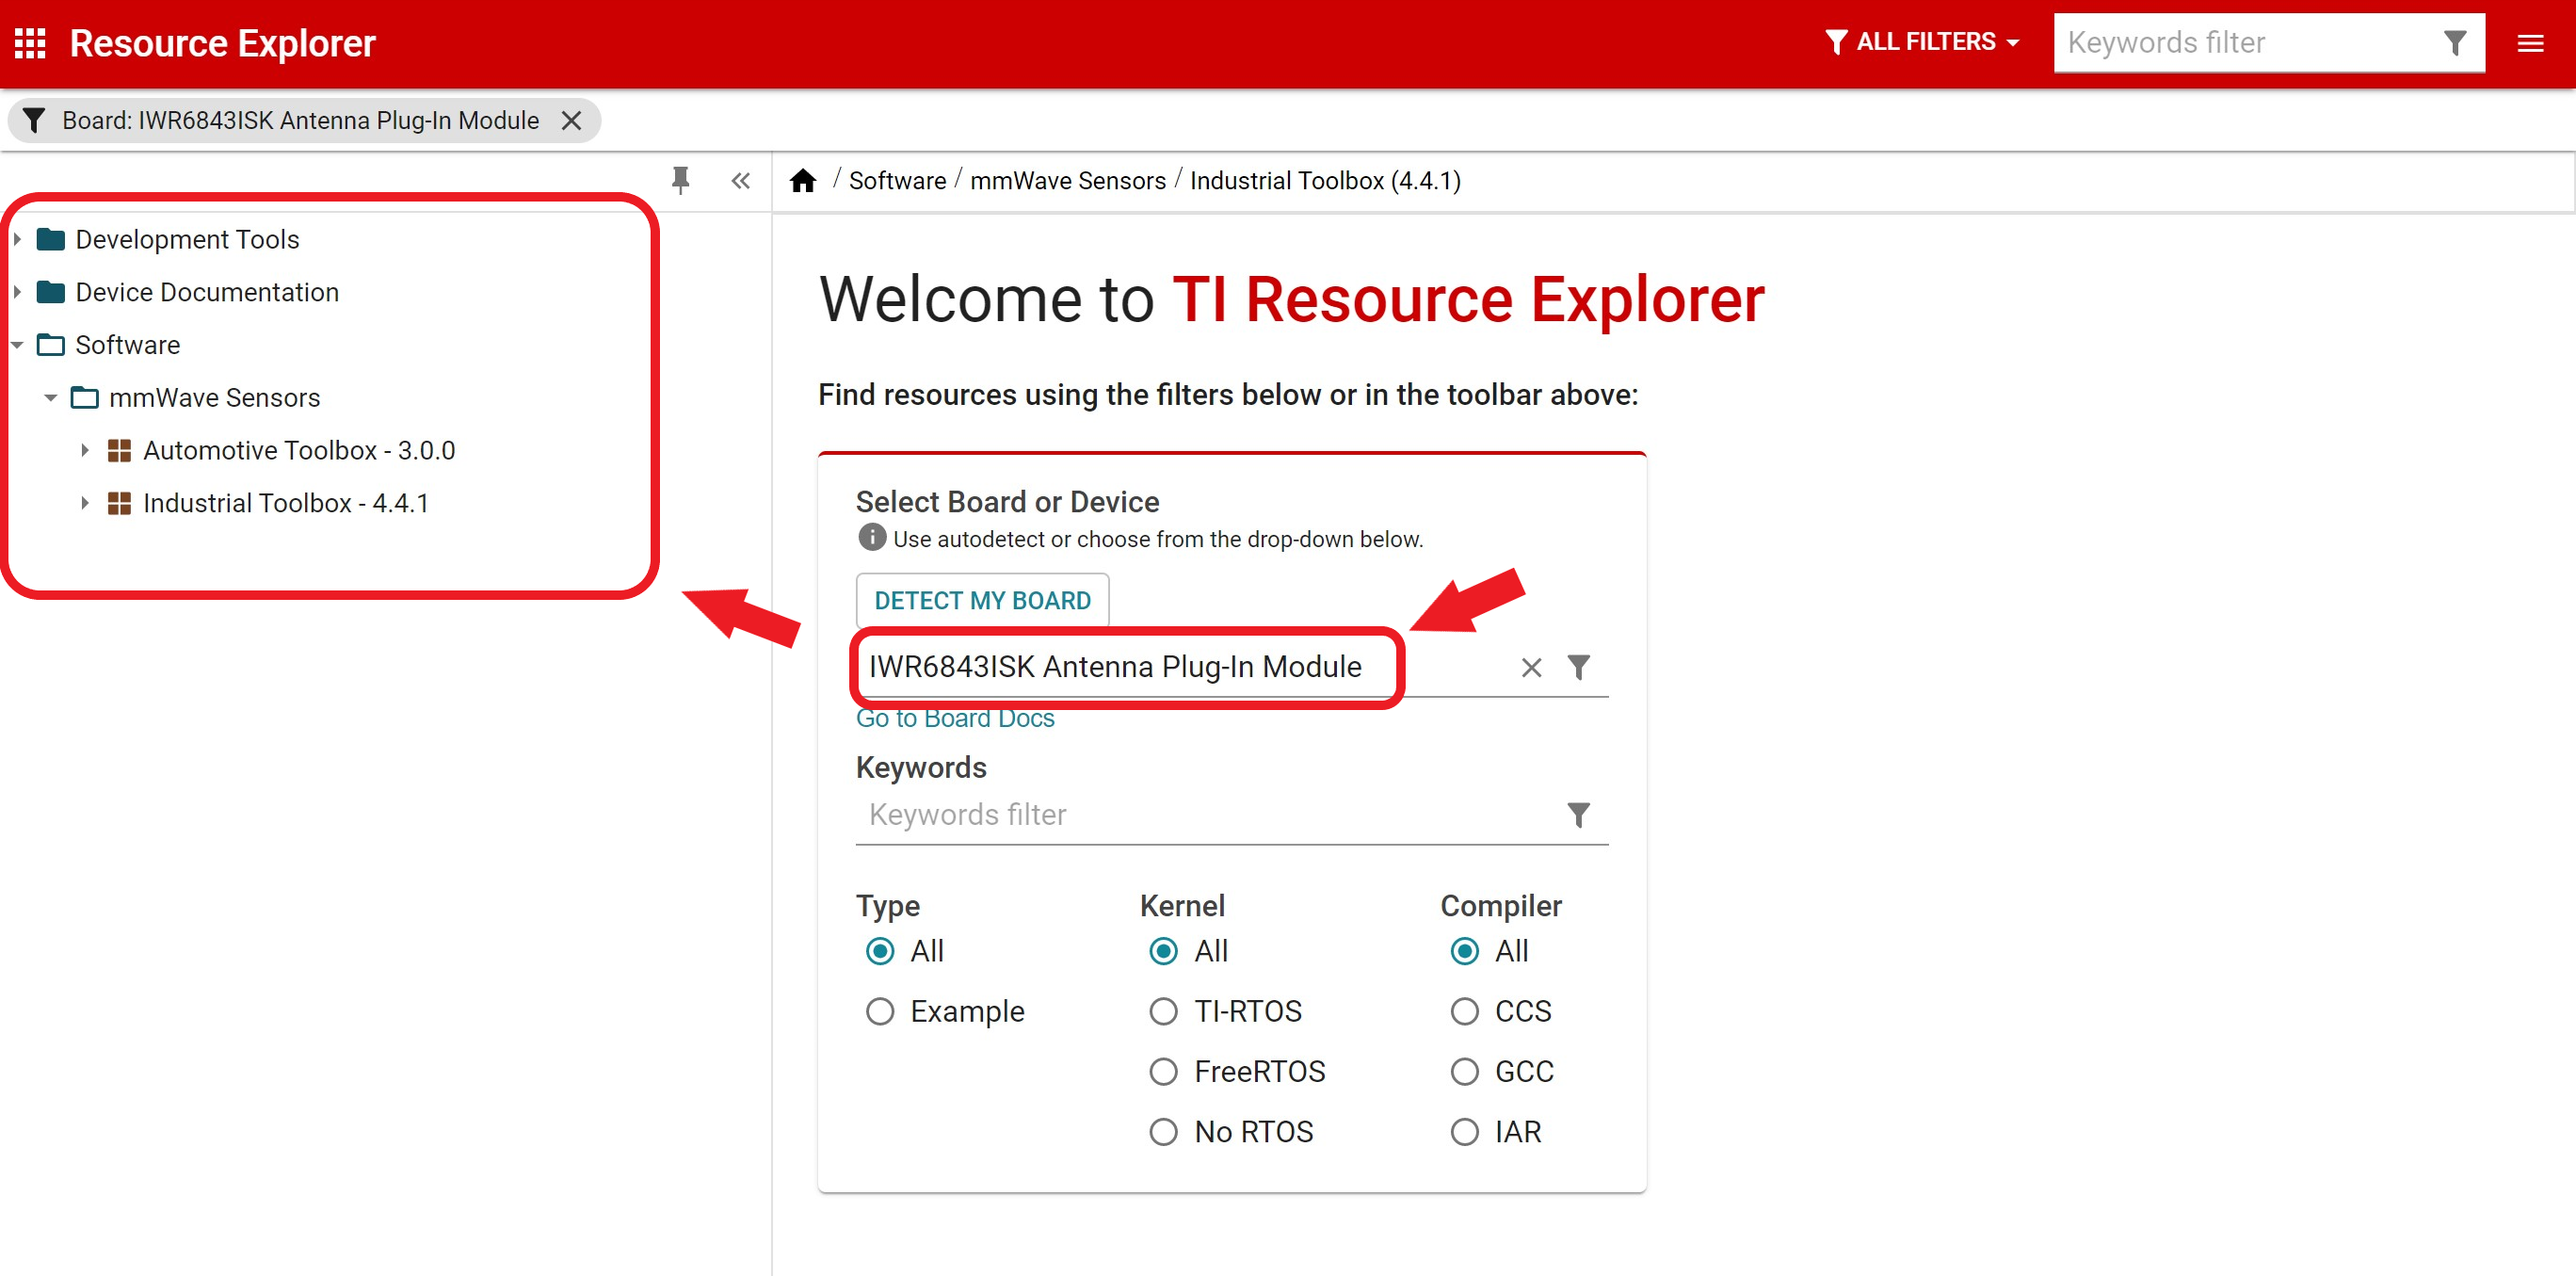 Resource Explorer
ALL FILTERS
Keywords filter
Board: IWR6843ISK Antenna Plug-In Module
/ Software / mmWave Sensors / Industrial Toolbox (4.4.1)
Development Tools
Device Documentation
Software
mmWave Sensors
Automotive Toolbox - 3.0.0
Industrial Toolbox - 4.4.1
Welcome to TI Resource Explorer
Find resources using the filters below or in the toolbar above:
Select Board or Device
Use autodetect or choose from the drop-down below.
DETECT MY BOARD
IWR6843ISK Antenna Plug-In Module
Go to Board Docs
Keywords
Keywords filter
Type Kernel Compiler
All All All
Example TI-RTOS CCS
FreeRTOS GCC
No RTOS IAR